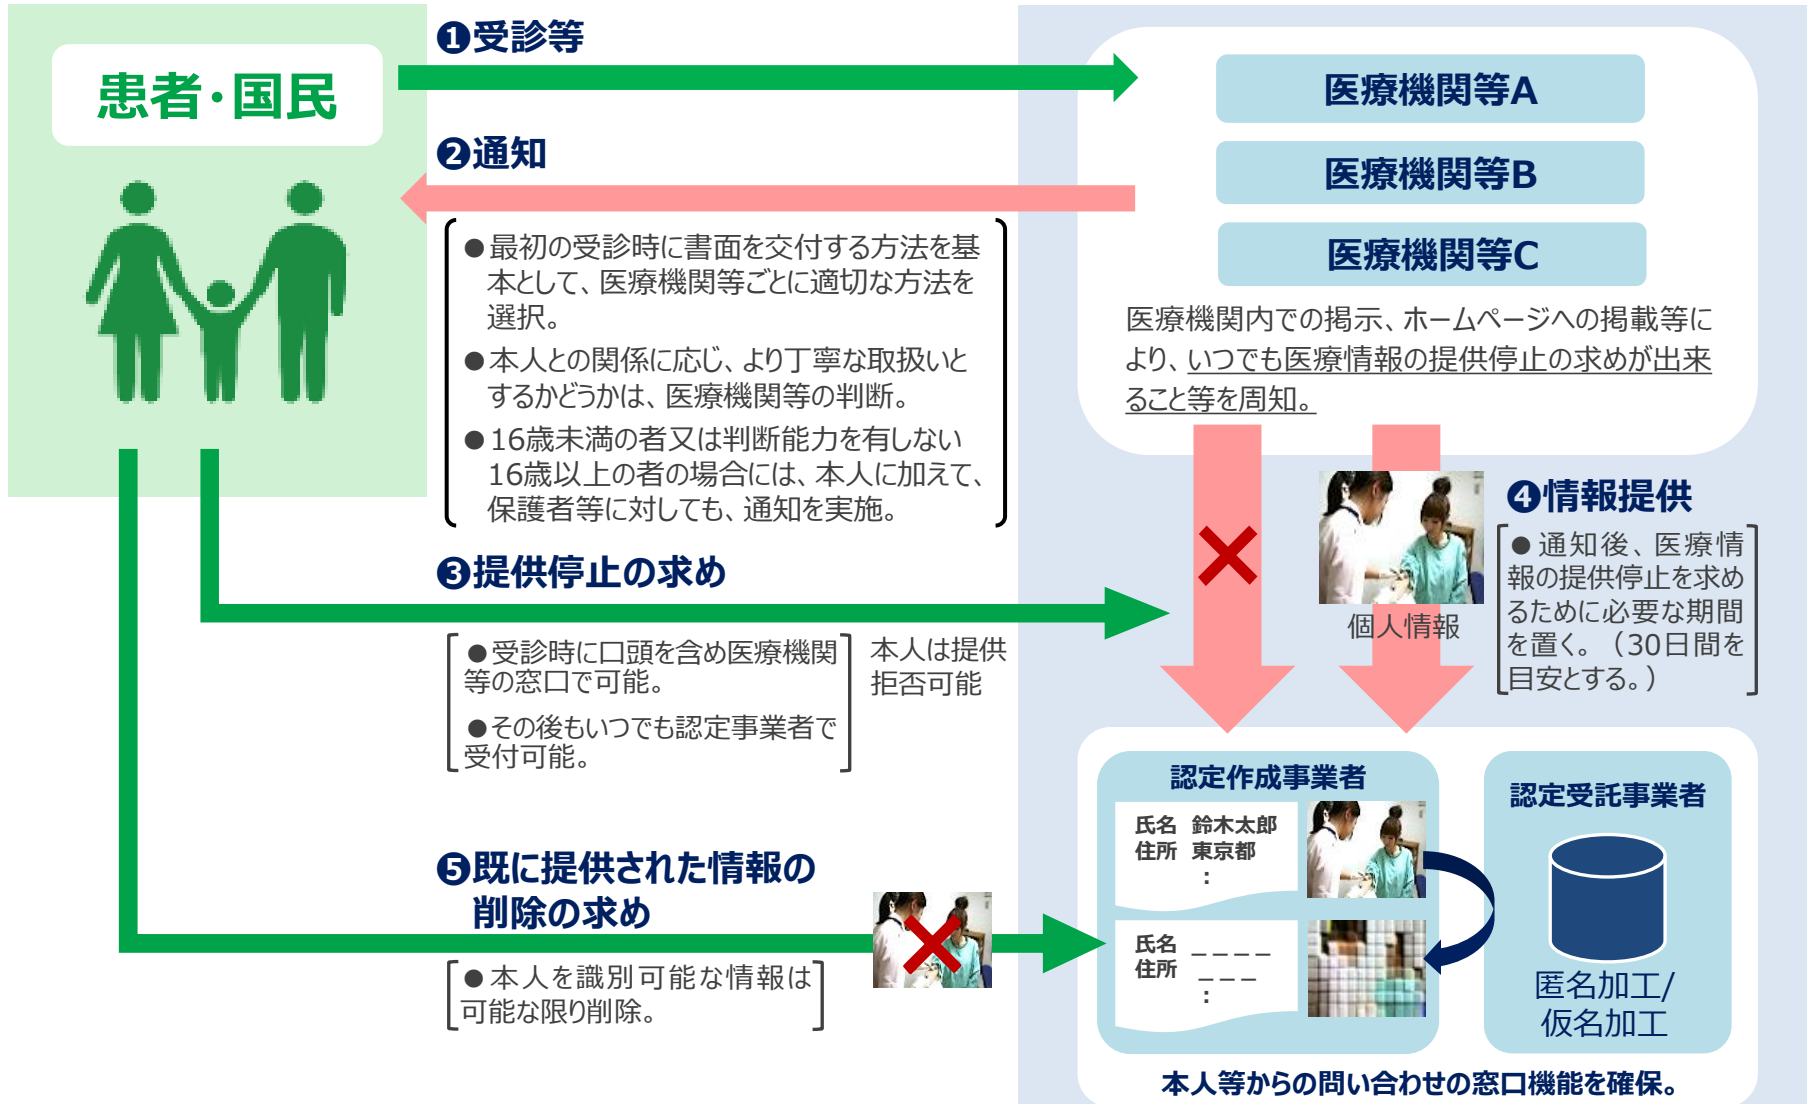 患者・国民
❶受診等
❷通知
●最初の受診時に書面を交付する方法を基
本として、医療機関等ごとに適切な方法を
選択。
●本人との関係に応じ、より丁寧な取扱いと
するかどうかは、医療機関等の判断。
●16歳未満の者又は判断能力を有しない
16歳以上の者の場合には、本人に加えて、
保護者等に対しても、通知を実施。
医療機関等A
医療機関等B
医療機関等C
医療機関内での掲示、ホームページへの掲載等に
より、いつでも医療情報の提供停止の求めが出来
ること等を周知。
❸提供停止の求め
●受診時に口頭を含め医療機関
等の窓口で可能。
●その後もいつでも認定事業者で
受付可能。
本人は提供
拒否可能
個人情報
❹情報提供
●通知後、医療情
報の提供停止を求め
るために必要な期間
を置く。（30日間を
目安とする。）
❺既に提供された情報の
削除の求め
●本人を識別可能な情報は
可能な限り削除。
認定作成事業者
氏名 鈴木太郎
住所 東京都
：
氏名 ＿＿＿＿
住所 ＿＿＿
：
認定受託事業者
匿名加工/
仮名加工
本人等からの問い合わせの窓口機能を確保。